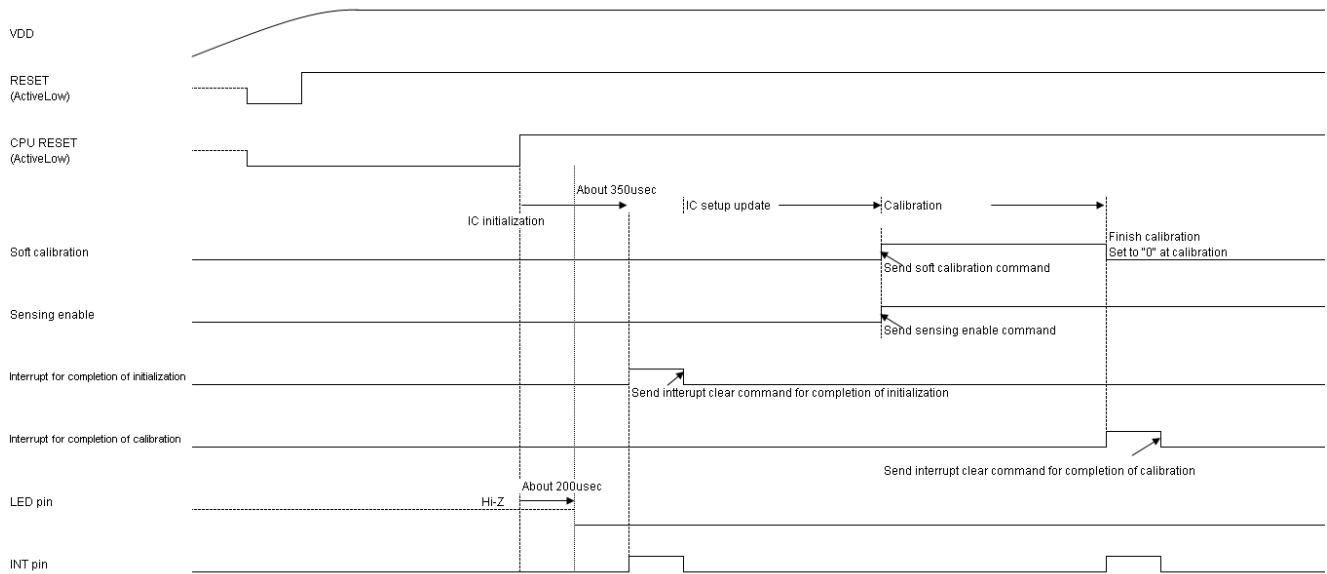 VDD
RESET
(ActiveLow)
CPU RESET
(ActiveLow)
About 350usec
IC initialization
IC setup update
Calibration
Soft calibration
Finish calibration
Set to "0" at calibration
Send soft calibration command
Sensing enable
Send sensing enable command
Interrupt for completion of initialization
Send intterupt clear command for completion of initialization
Interrupt for completion of calibration
Send interrupt clear command for completion of calibration
About 200usec
LED pin
Hi-Z
INT pin